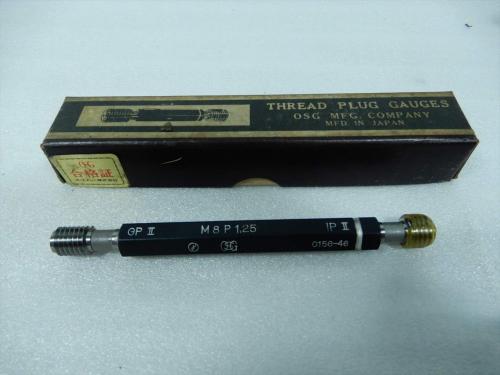 THREAD PLUG GAUGES
OSG MFG. COMPANY
MFD. IN JAPAN
OSG
合格証
GP II M 8 P 1.25 IP II
0156-46